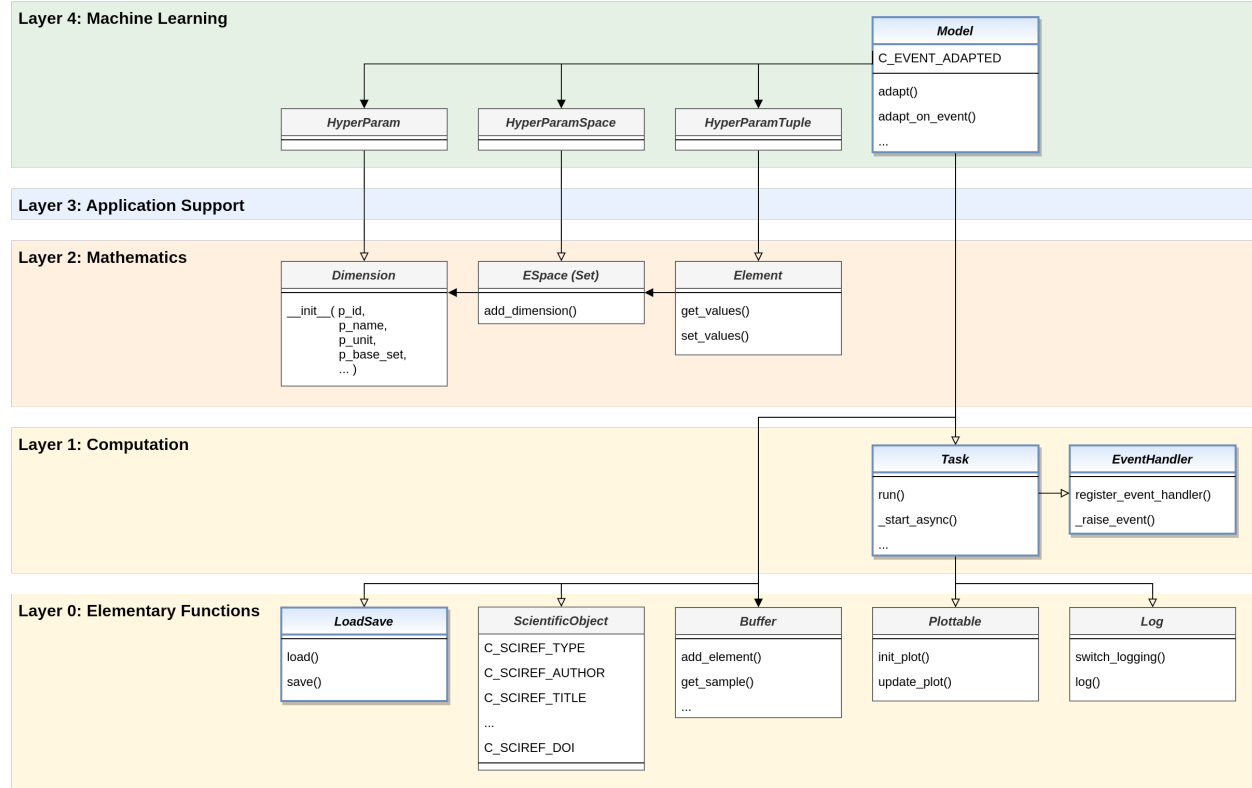 Layer 4: Machine Learning
Model
C_EVENT_ADAPTED
adapt()
adapt_on_event()
...
HyperParam
HyperParamSpace
HyperParamTuple
Layer 3: Application Support
Layer 2: Mathematics
Dimension
__init__( p_id,
p_name,
p_unit,
p_base_set,
... )
ESpace (Set)
add_dimension()
Element
get_values()
set_values()
Layer 1: Computation
Task
run()
_start_async()
...
EventHandler
register_event_handler()
_raise_event()
Layer 0: Elementary Functions
LoadSave
load()
save()
ScientificObject
C_SCIREF_TYPE
C_SCIREF_AUTHOR
C_SCIREF_TITLE
...
C_SCIREF_DOI
Buffer
add_element()
get_sample()
...
Plottable
init_plot()
update_plot()
Log
switch_logging()
log()